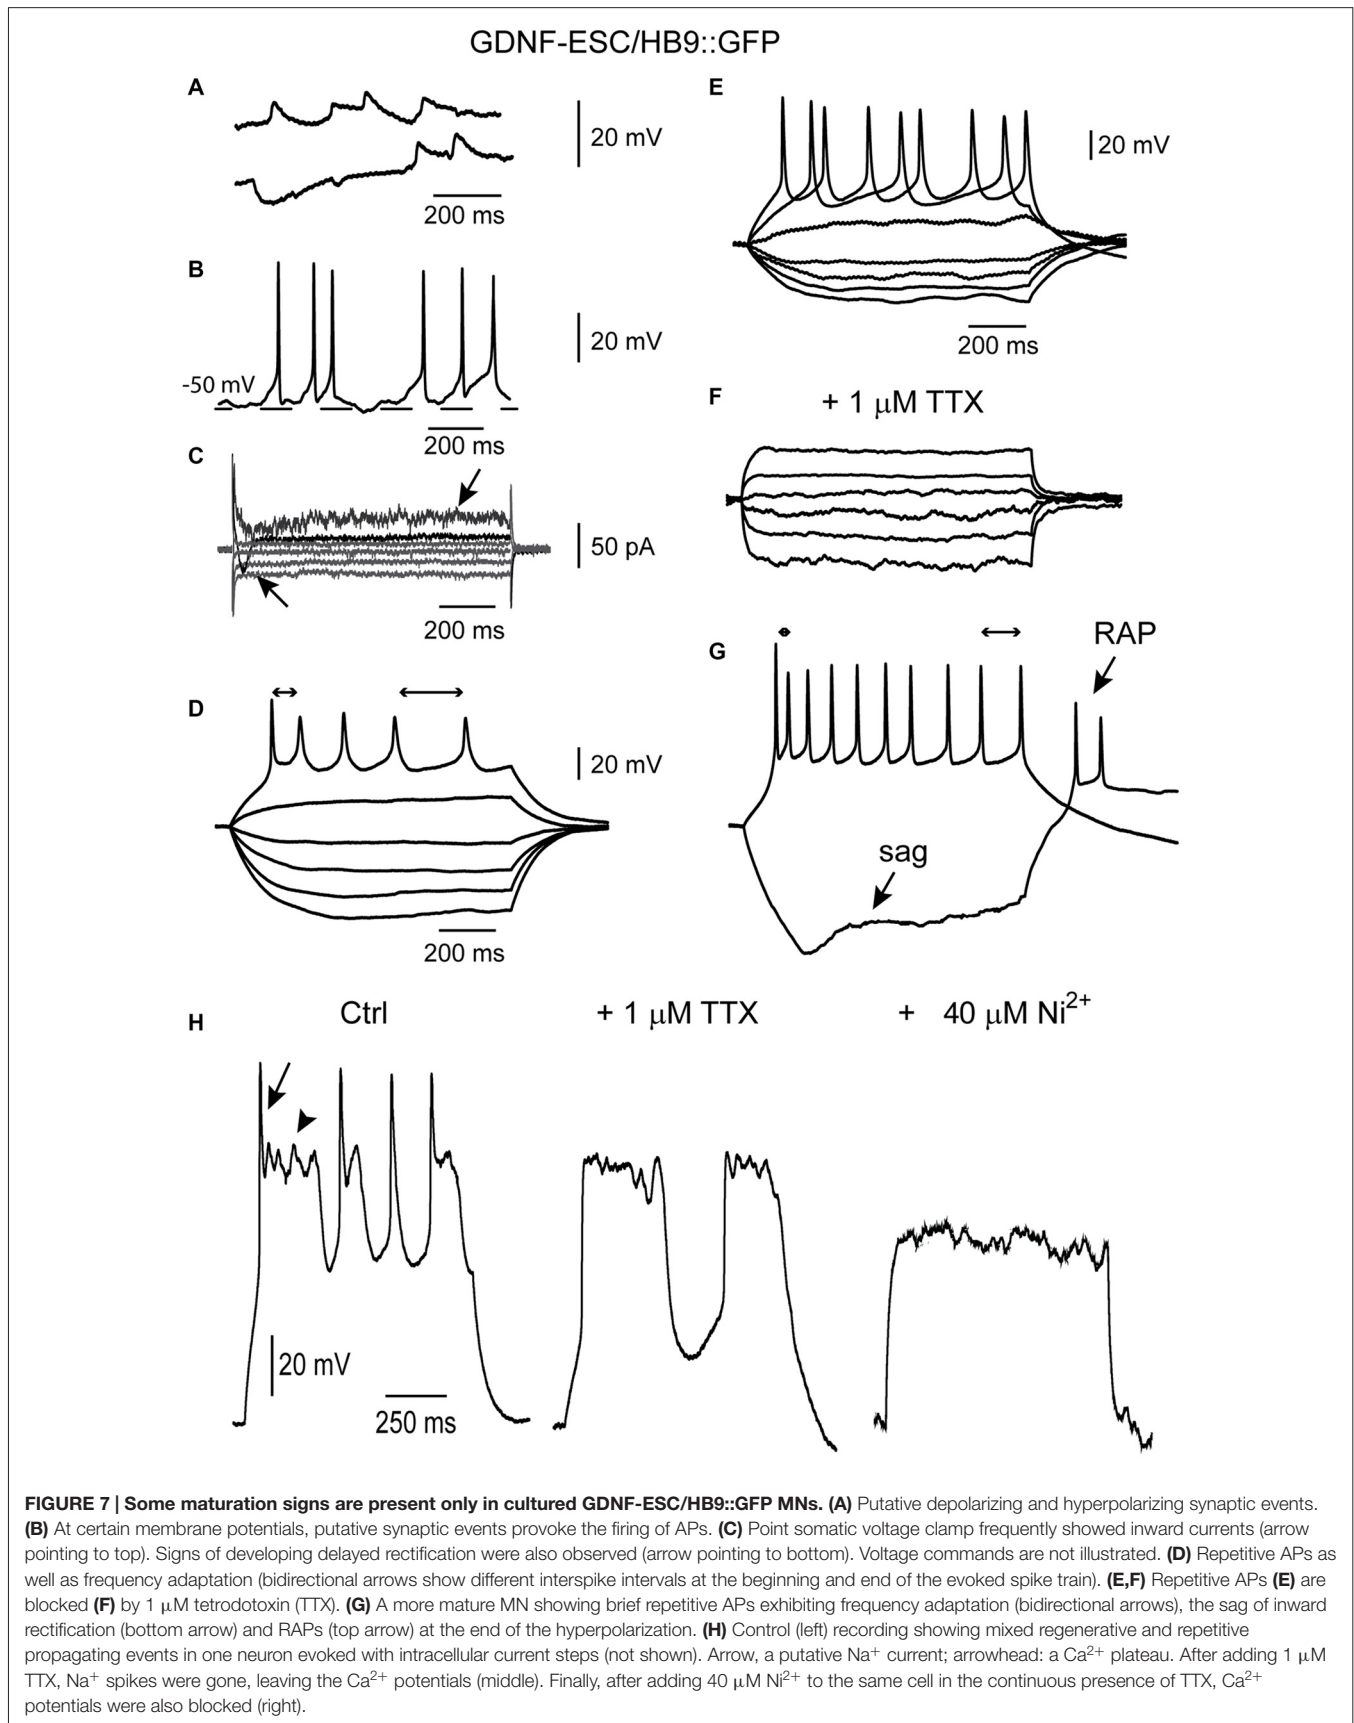 GDNF-ESC/HB9::GFP
A
20 mV
200 ms
B
-50 mV
20 mV
200 ms
C
50 pA
200 ms
D
20 mV
200 ms
E
20 mV
200 ms
F
+ 1 μM TTX
G
RAP
sag
H
Ctrl
+ 1 μM TTX
+ 40 μM Ni²⁺
20 mV
250 ms
FIGURE 7 | Some maturation signs are present only in cultured GDNF-ESC/HB9::GFP MNs. (A) Putative depolarizing and hyperpolarizing synaptic events.
(B) At certain membrane potentials, putative synaptic events provoke the firing of APs. (C) Point somatic voltage clamp frequently showed inward currents (arrow
pointing to top). Signs of developing delayed rectification were also observed (arrow pointing to bottom). Voltage commands are not illustrated. (D) Repetitive APs as
well as frequency adaptation (bidirectional arrows show different interspike intervals at the beginning and end of the evoked spike train). (E,F) Repetitive APs (E) are
blocked (F) by 1 μM tetrodotoxin (TTX). (G) A more mature MN showing brief repetitive APs exhibiting frequency adaptation (bidirectional arrows), the sag of inward
rectification (bottom arrow) and RAPs (top arrow) at the end of the hyperpolarization. (H) Control (left) recording showing mixed regenerative and repetitive
propagating events in one neuron evoked with intracellular current steps (not shown). Arrow, a putative Na⁺ current; arrowhead: a Ca²⁺ plateau. After adding 1 μM
TTX, Na⁺ spikes were gone, leaving the Ca²⁺ potentials (middle). Finally, after adding 40 μM Ni²⁺ to the same cell in the continuous presence of TTX, Ca²⁺
potentials were also blocked (right).